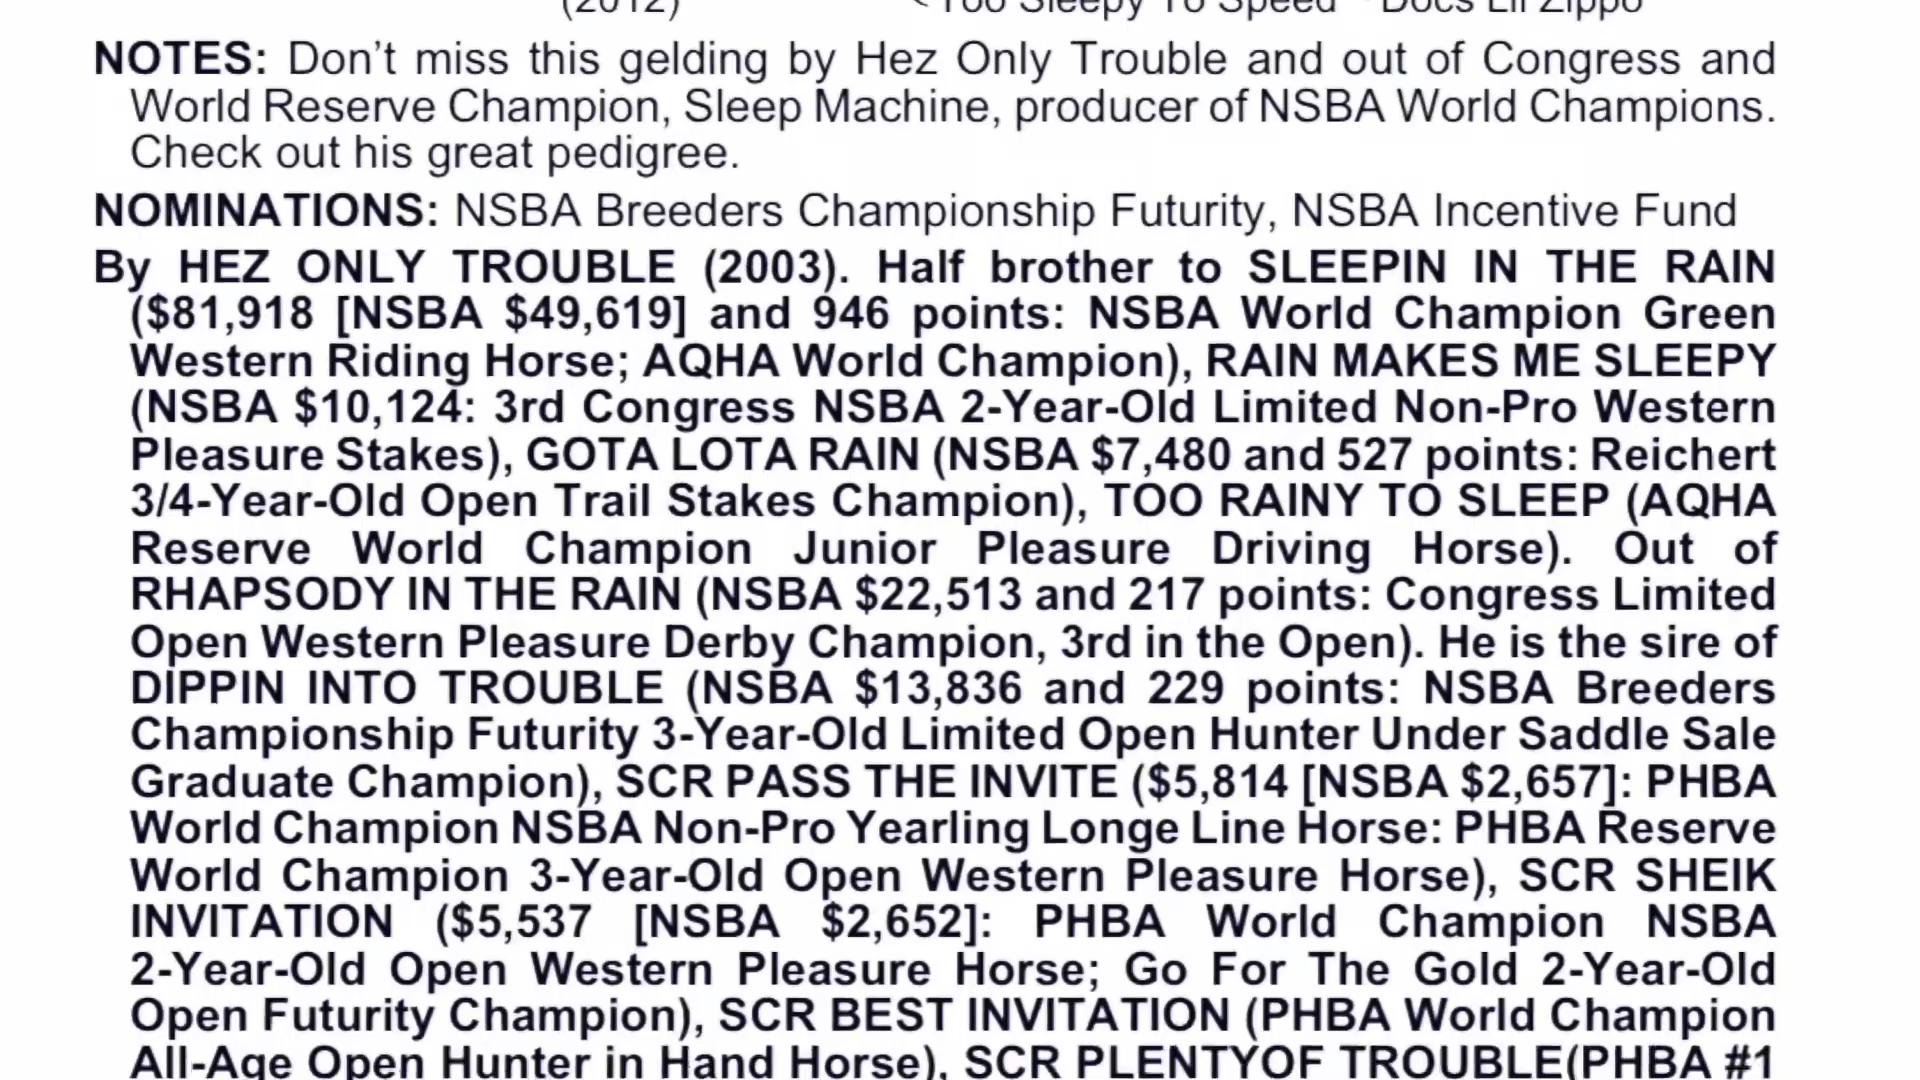 (2012) Too Sleepy To Speed - Docs Lil Zippo
NOTES: Don’t miss this gelding by Hez Only Trouble and out of Congress and
World Reserve Champion, Sleep Machine, producer of NSBA World Champions.
Check out his great pedigree.
NOMINATIONS: NSBA Breeders Championship Futurity, NSBA Incentive Fund
By HEZ ONLY TROUBLE (2003). Half brother to SLEEPIN IN THE RAIN
($81,918 [NSBA $49,619] and 946 points: NSBA World Champion Green
Western Riding Horse; AQHA World Champion), RAIN MAKES ME SLEEPY
(NSBA $10,124: 3rd Congress NSBA 2-Year-Old Limited Non-Pro Western
Pleasure Stakes), GOTA LOTA RAIN (NSBA $7,480 and 527 points: Reichert
3/4-Year-Old Open Trail Stakes Champion), TOO RAINY TO SLEEP (AQHA
Reserve World Champion Junior Pleasure Driving Horse). Out of
RHAPSODY IN THE RAIN (NSBA $22,513 and 217 points: Congress Limited
Open Western Pleasure Derby Champion, 3rd in the Open). He is the sire of
DIPPIN INTO TROUBLE (NSBA $13,836 and 229 points: NSBA Breeders
Championship Futurity 3-Year-Old Limited Open Hunter Under Saddle Sale
Graduate Champion), SCR PASS THE INVITE ($5,814 [NSBA $2,657]: PHBA
World Champion NSBA Non-Pro Yearling Longe Line Horse: PHBA Reserve
World Champion 3-Year-Old Open Western Pleasure Horse), SCR SHEIK
INVITATION ($5,537 [NSBA $2,652]: PHBA World Champion NSBA
2-Year-Old Open Western Pleasure Horse; Go For The Gold 2-Year-Old
Open Futurity Champion), SCR BEST INVITATION (PHBA World Champion
All-Age Open Hunter in Hand Horse), SCR PLENTYOF TROUBLE(PHBA #1